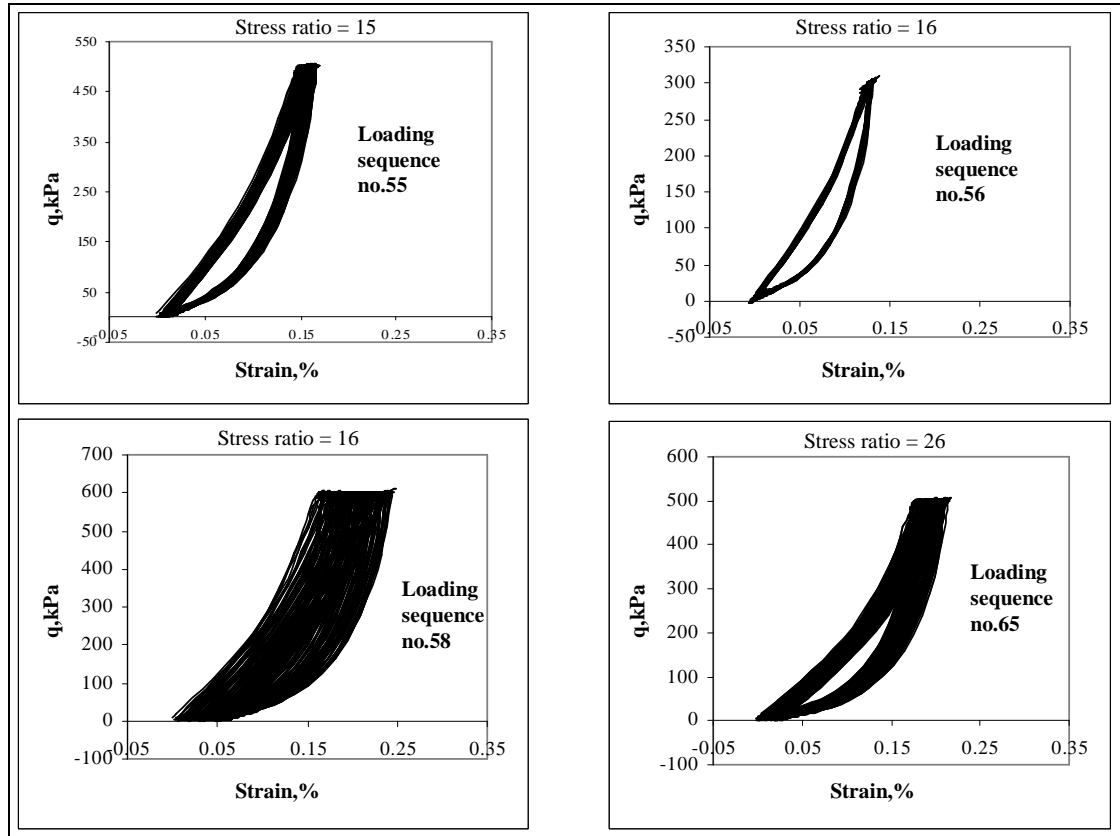 Stress ratio = 15
550
450
350
250
150
50
-50
-0.05
0.05
0.15
0.25
0.35
q,kPa
Strain,%
Loading
sequence
no.55
Stress ratio = 16
350
300
250
200
150
100
50
0
-50
-0.05
0.05
0.15
0.25
0.35
q,kPa
Strain,%
Loading
sequence
no.56
Stress ratio = 16
700
600
500
400
300
200
100
0
-100
-0.05
0.05
0.15
0.25
0.35
q,kPa
Strain,%
Loading
sequence
no.58
Stress ratio = 26
600
500
400
300
200
100
0
-100
-0.05
0.05
0.15
0.25
0.35
q,kPa
Strain,%
Loading
sequence
no.65